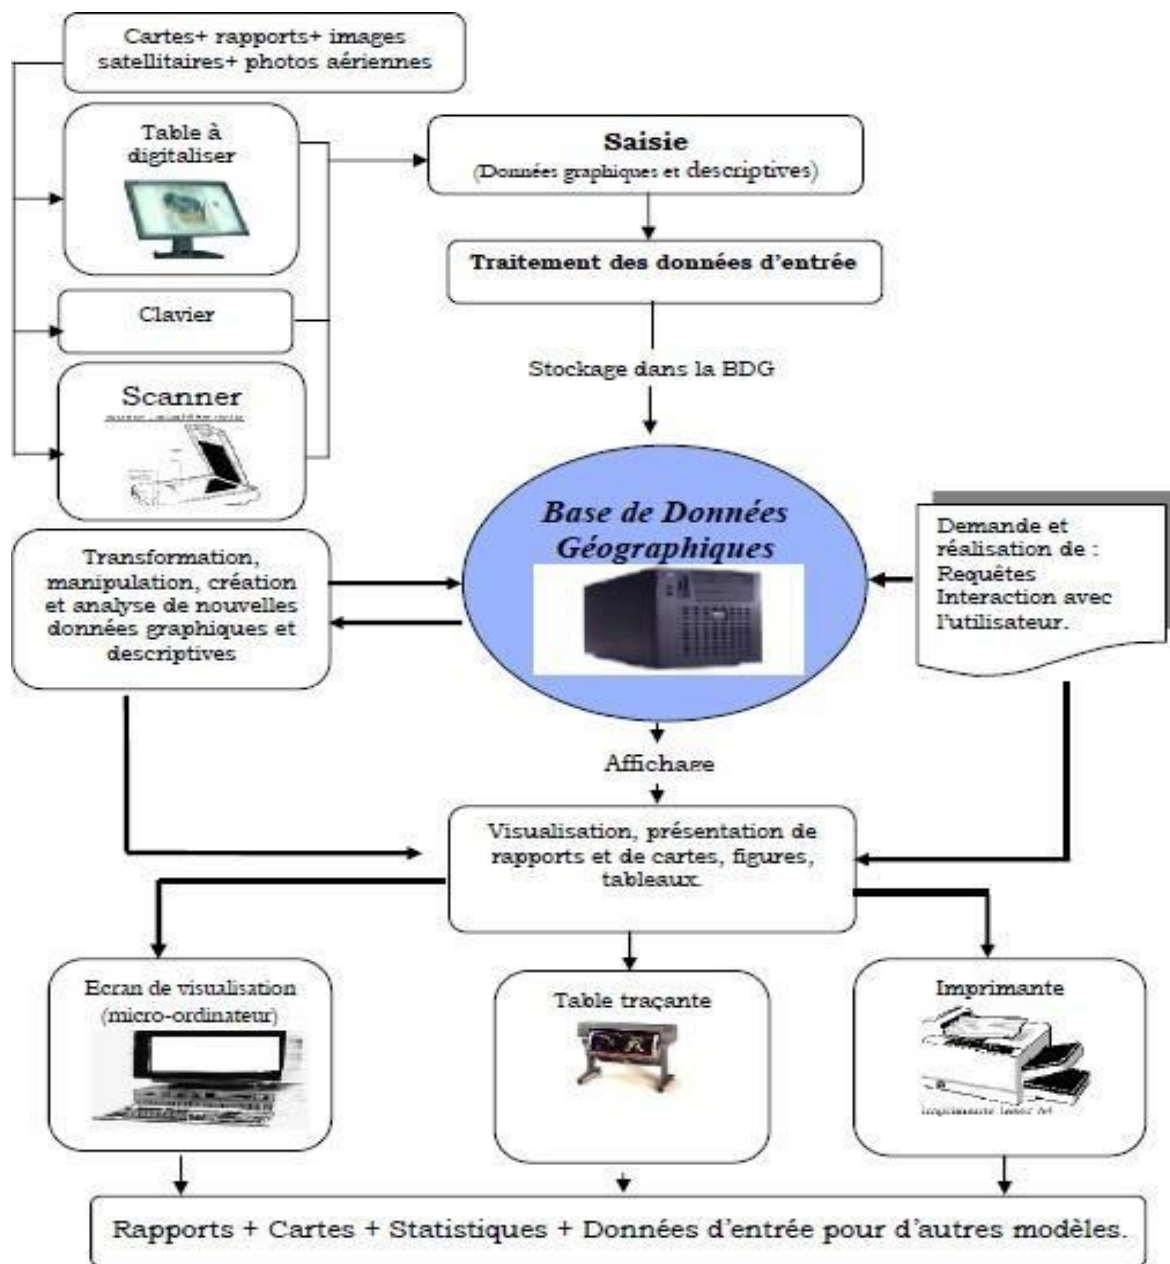 Cartes+ rapports+ images
satellitaires+ photos aériennes
Table à
digitaliser
Saisie
(Données graphiques et descriptives)
Traitement des données d'entrée
Clavier
Stockage dans la BDG
Scanner
Base de Données
Géographiques
Demande et
réalisation de :
Requêtes
Interaction avec
l'utilisateur.
Transformation,
manipulation, création
et analyse de nouvelles
données graphiques et
descriptives
Affichage
Visualisation, présentation de
rapports et de cartes, figures,
tableaux.
Ecran de visualisation
(micro-ordinateur)
Table traçante
Imprimante
Imprimante laser A4
Rapports + Cartes + Statistiques + Données d'entrée pour d'autres modèles.